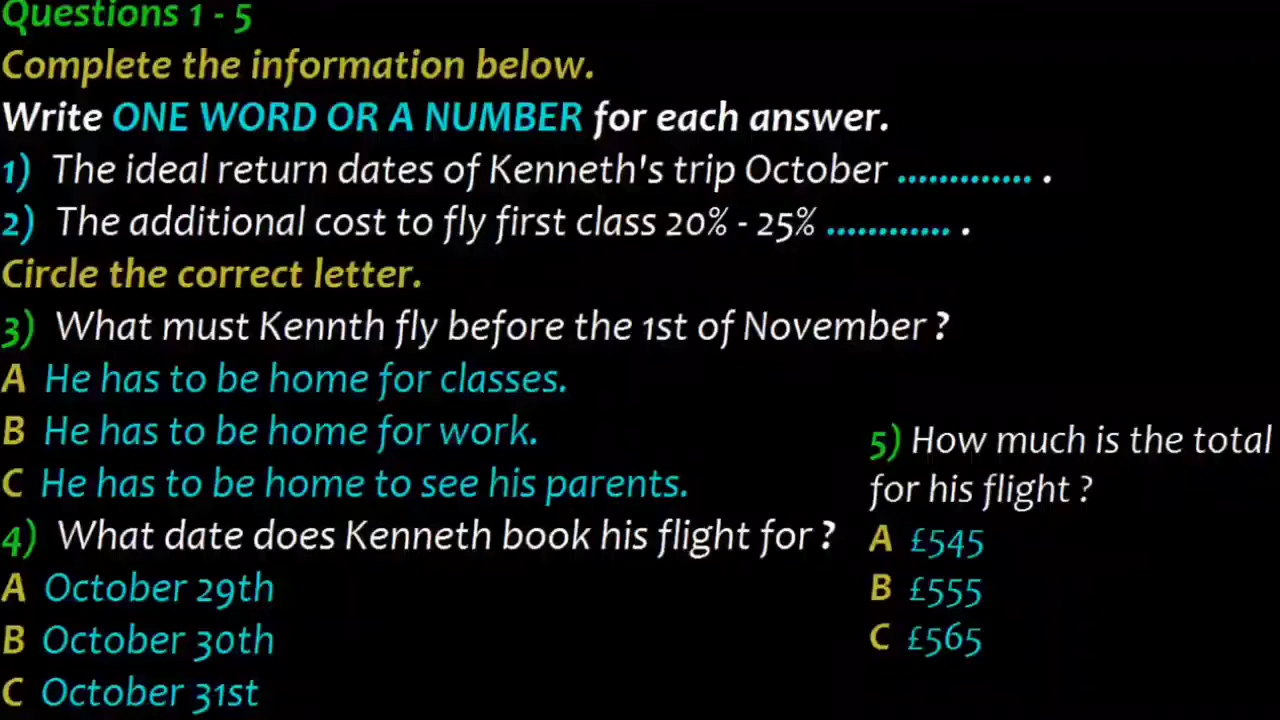 Questions 1 - 5
Complete the information below.
Write ONE WORD OR A NUMBER for each answer.
1) The ideal return dates of Kenneth's trip October ............. .
2) The additional cost to fly first class 20% - 25% ............ .
Circle the correct letter.
3) What must Kennth fly before the 1st of November ?
A He has to be home for classes.
B He has to be home for work.
C He has to be home to see his parents.
4) What date does Kenneth book his flight for ?
A October 29th
B October 30th
C October 31st
5) How much is the total
for his flight ?
A £545
B £555
C £565